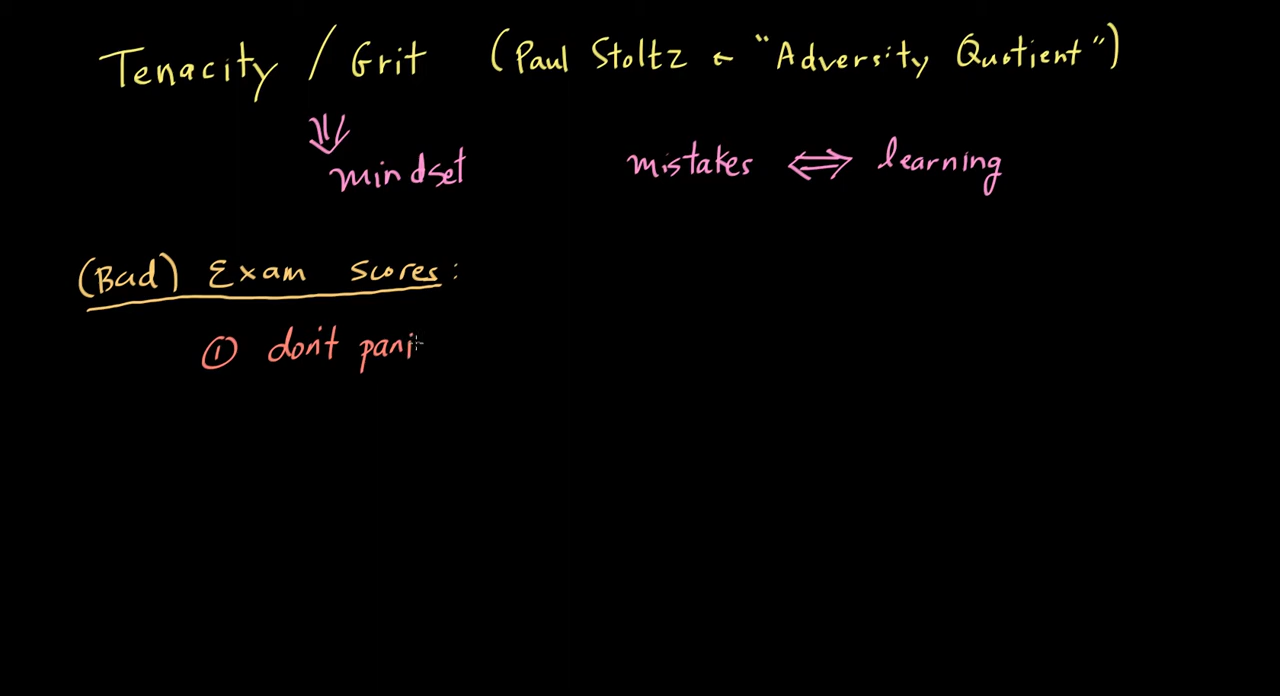 Tenacity / Grit (Paul Stoltz ← "Adversity Quotient")
⇓ mindset mistakes ⇔ learning
(Bad) Exam scores:
① don't pani